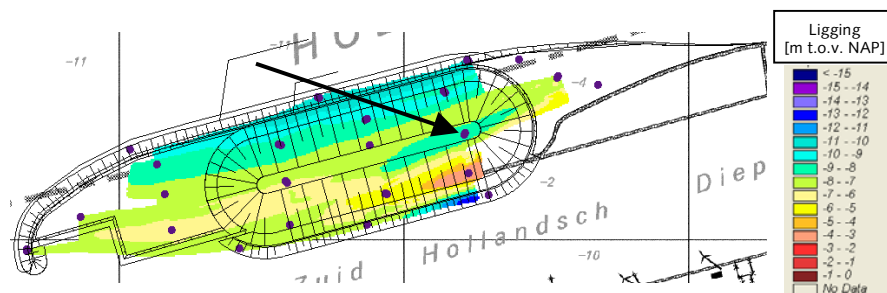 -11
-11
HO
-4
-2
Diep
Hollandsch
Zuid
-10
Ligging
[m t.o.v. NAP]
< -15
-15 - -14
-14 - -13
-13 - -12
-12 - -11
-11 - -10
-10 - -9
-9 - -8
-8 - -7
-7 - -6
-6 - -5
-5 - -4
-4 - -3
-3 - -2
-2 - -1
-1 - 0
No Data